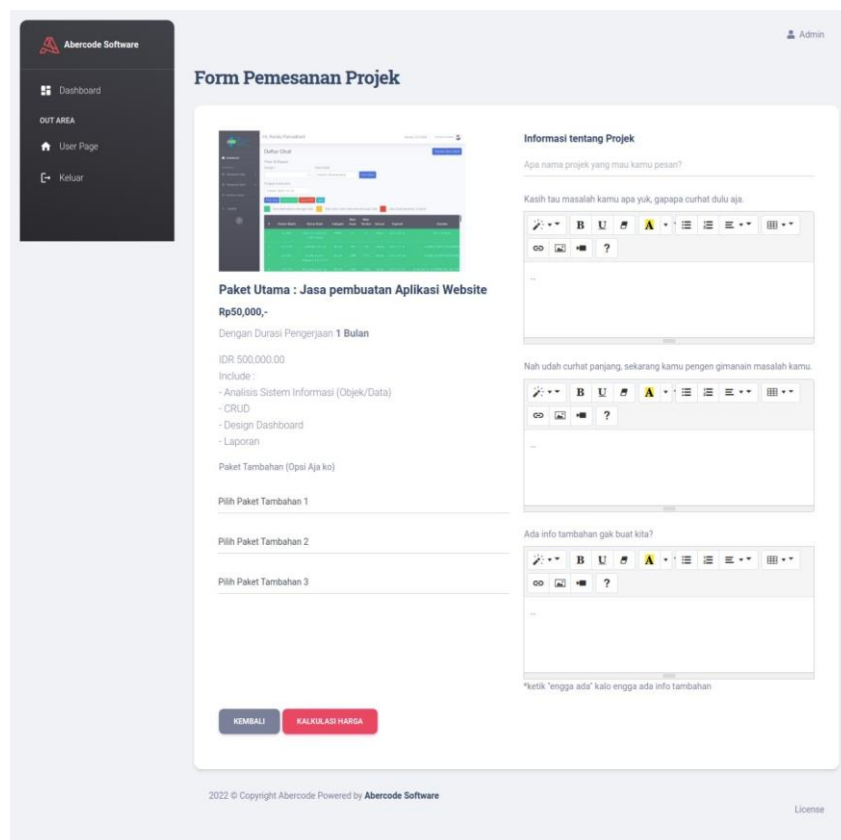 Abercode Software
Admin
Dashboard
OUT AREA
User Page
Keluar
Form Pemesanan Projek
Daftar Obat
Paket Utama : Jasa pembuatan Aplikasi Website
Rp50,000,-
Dengan Durasi Pengerjaan 1 Bulan
IDR 500,000.00
Include :
- Analisis Sistem Informasi (Objek/Data)
- CRUD
- Design Dashboard
- Laporan
Paket Tambahan (Opsi Aja ko)
Pilih Paket Tambahan 1
Pilih Paket Tambahan 2
Pilih Paket Tambahan 3
KEMBALI
KALKULASI HARGA
Informasi tentang Projek
Apa nama projek yang mau kamu pesan?
Kasih tau masalah kamu apa yuk, gapapa curhat dulu aja.
B U A
?
...
Nah udah curhat panjang, sekarang kamu pengen gimanain masalah kamu.
B U A
?
...
Ada info tambahan gak buat kita?
B U A
?
...
*ketik "engga ada" kalo engga ada info tambahan
2022 © Copyright Abercode Powered by Abercode Software
License